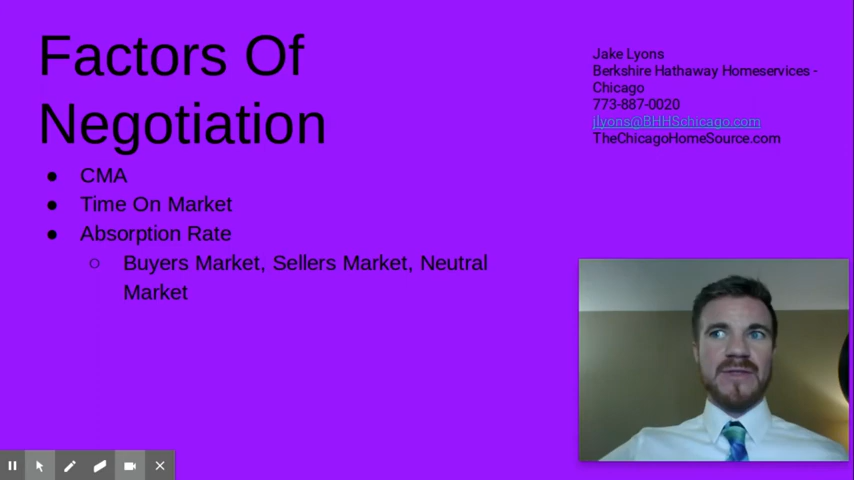 Factors Of
Negotiation
● CMA
● Time On Market
● Absorption Rate
○ Buyers Market, Sellers Market, Neutral
Market
Jake Lyons
Berkshire Hathaway Homeservices -
Chicago
773-887-0020
jlyons@BHHSchicago.com
TheChicagoHomeSource.com